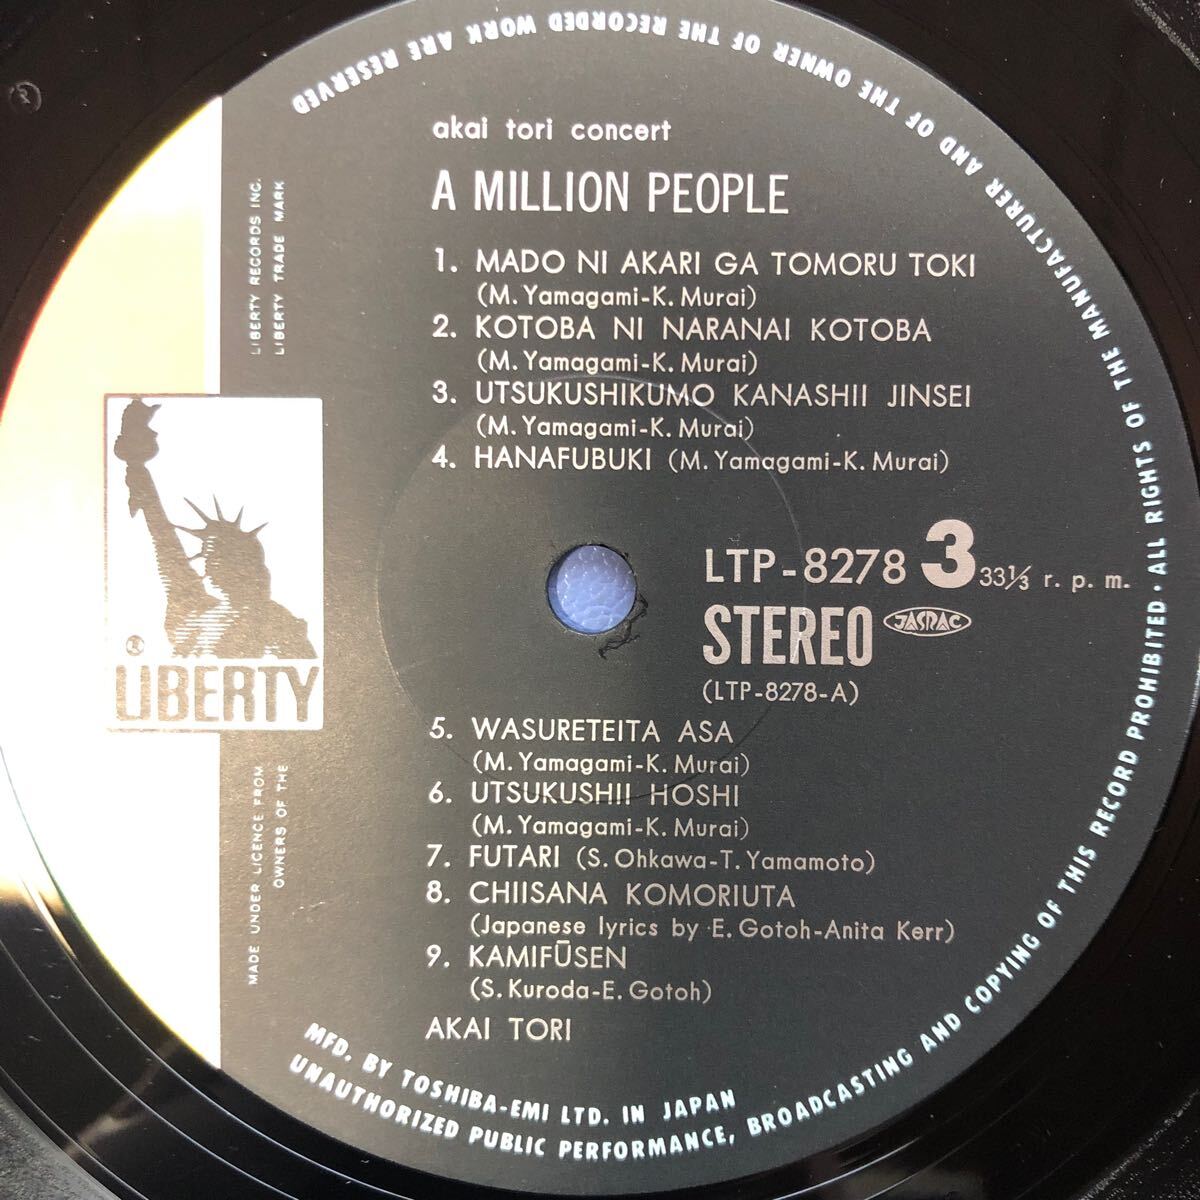 akai tori concert
A MILLION PEOPLE
1. MADO NI AKARI GA TOMORU TOKI
(M. Yamagami-K. Murai)
2. KOTOBA NI NARANAI KOTOBA
(M. Yamagami-K. Murai)
3. UTSUKUSHIKUMO KANASHII JINSEI
(M. Yamagami-K. Murai)
4. HANAFUBUKI (M. Yamagami-K. Murai)
LTP-8278 3 33⅓ r. p. m.
STEREO JASRAC
(LTP-8278-A)
5. WASURETEITA ASA
(M. Yamagami-K. Murai)
6. UTSUKUSHII HOSHI
(M. Yamagami-K. Murai)
7. FUTARI (S. Ohkawa-T. Yamamoto)
8. CHIISANA KOMORIUTA
(Japanese lyrics by E. Gotoh-Anita Kerr)
9. KAMIFŪSEN
(S. Kuroda-E. Gotoh)
AKAI TORI
LIBERTY RECORDS INC.
LIBERTY TRADE MARK
®
LIBERTY
MADE UNDER LICENCE FROM
OWNERS OF THE
MFD. BY TOSHIBA-EMI LTD. IN JAPAN
UNAUTHORIZED PUBLIC PERFORMANCE, BROADCASTING AND COPYING OF THIS RECORD PROHIBITED • ALL RIGHTS OF THE MANUFACTURER AND OF THE OWNER OF THE RECORDED WORK ARE RESERVED